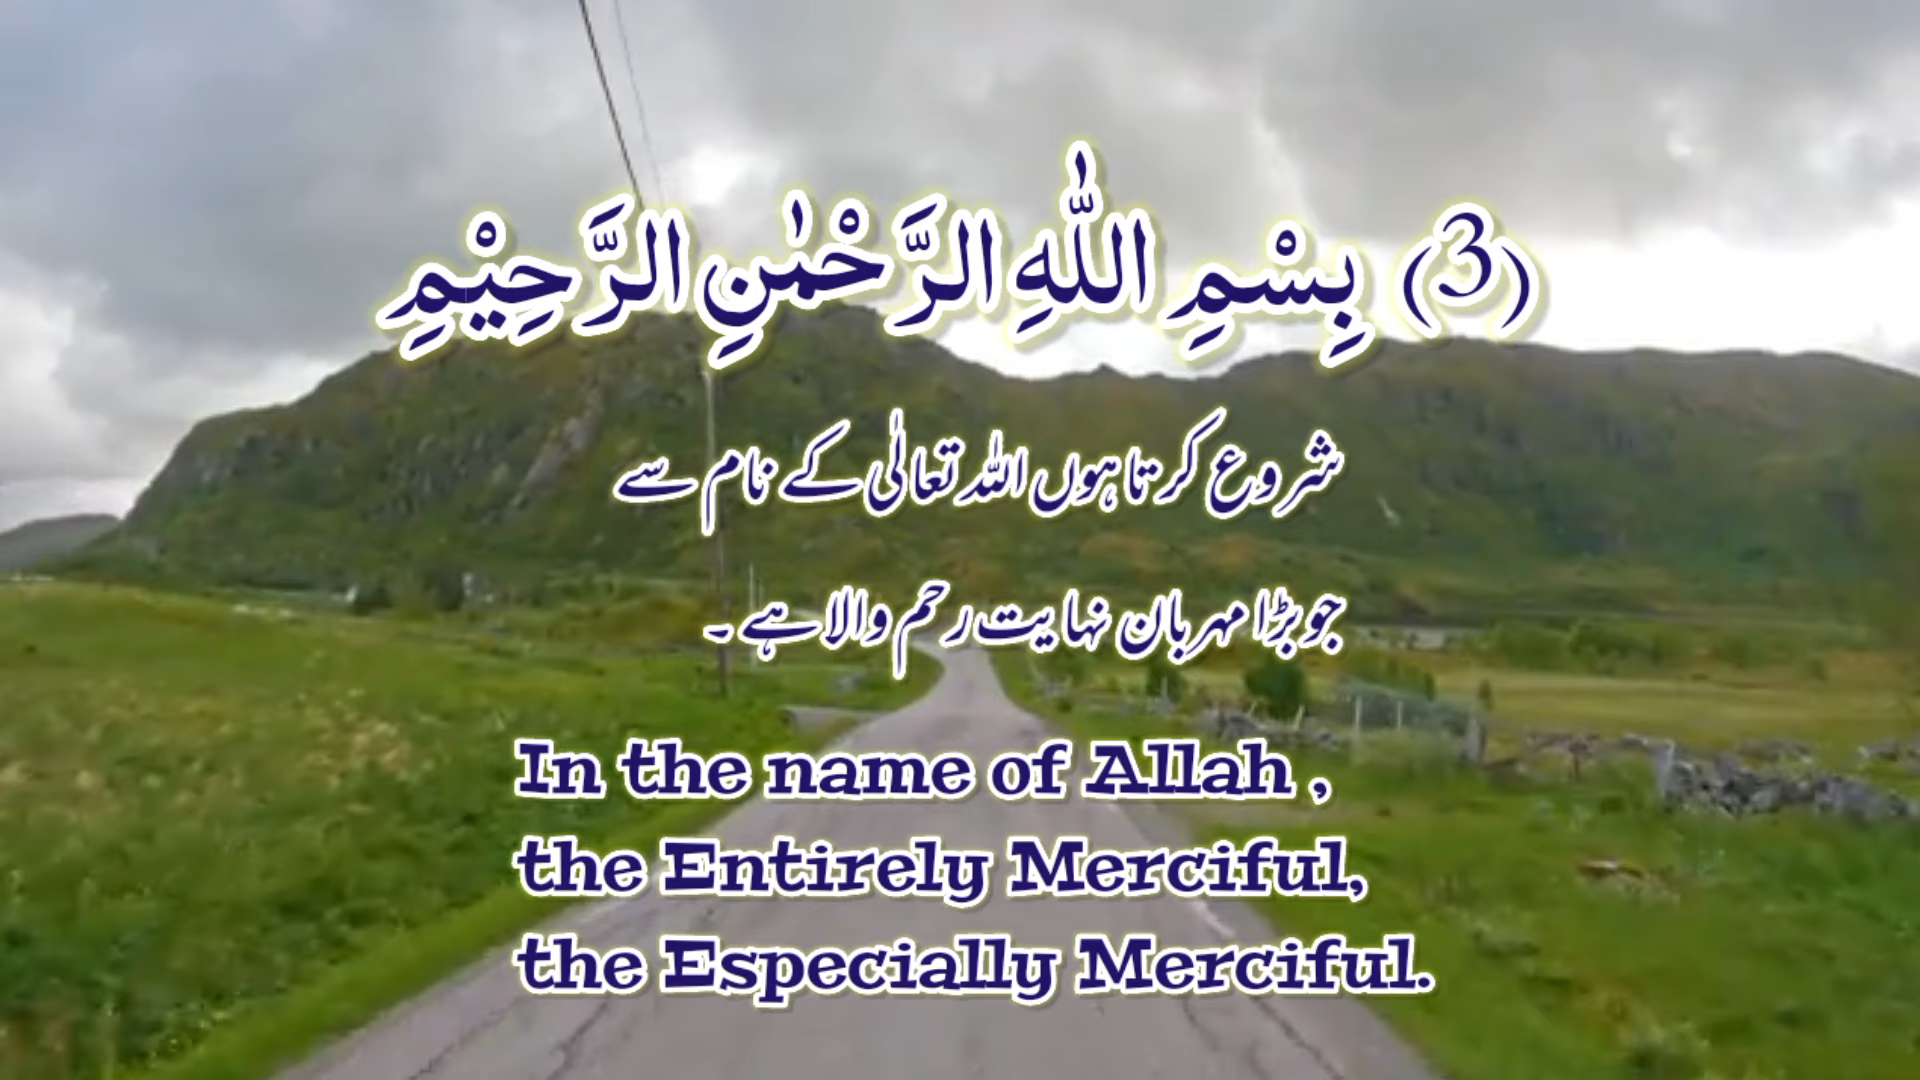 (3) بِسْمِ اللّٰهِ الرَّحْمٰنِ الرَّحِيْمِ
شروع کرتا ہوں اللہ تعالٰی کے نام سے
جو بڑا مہربان نہایت رحم والا ہے ۔
In the name of Allah ,
the Entirely Merciful,
the Especially Merciful.